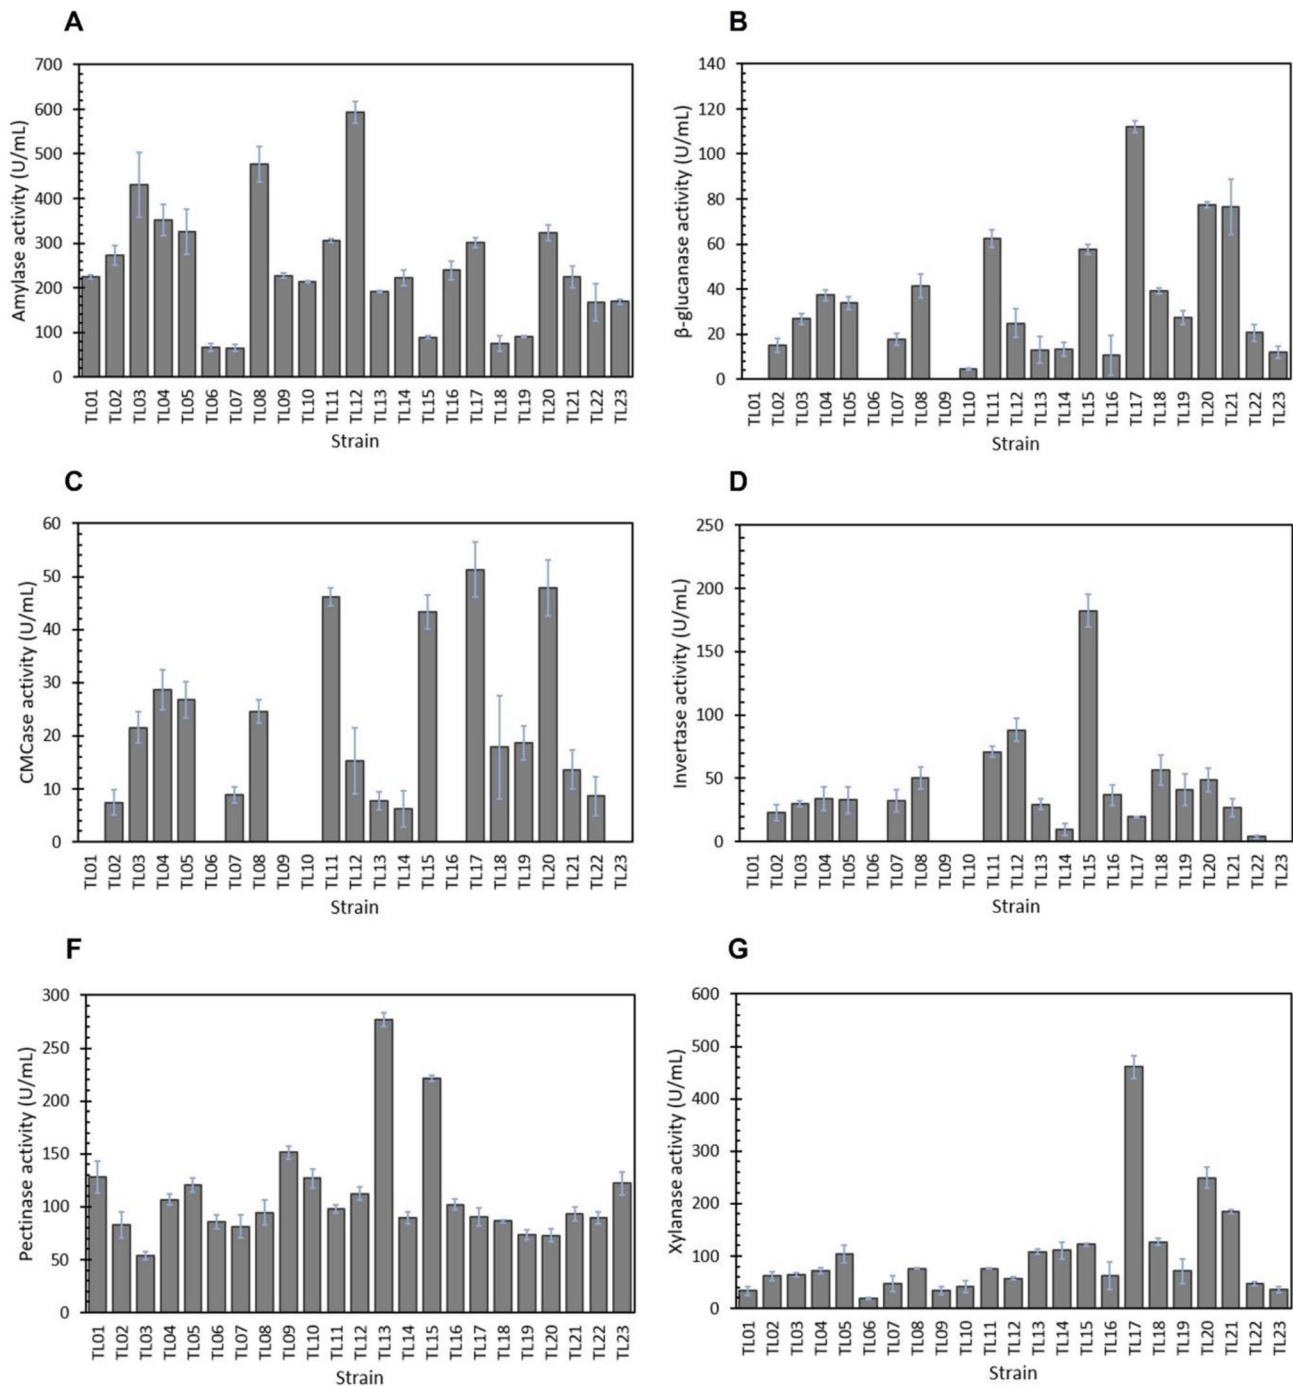 A
Amylase activity (U/mL)
700
600
500
400
300
200
100
0
TL01 TL02 TL03 TL04 TL05 TL06 TL07 TL08 TL09 TL10 TL11 TL12 TL13 TL14 TL15 TL16 TL17 TL18 TL19 TL20 TL21 TL22 TL23
Strain
B
β-glucanase activity (U/mL)
140
120
100
80
60
40
20
0
TL01 TL02 TL03 TL04 TL05 TL06 TL07 TL08 TL09 TL10 TL11 TL12 TL13 TL14 TL15 TL16 TL17 TL18 TL19 TL20 TL21 TL22 TL23
Strain
C
CMCase activity (U/mL)
60
50
40
30
20
10
0
TL01 TL02 TL03 TL04 TL05 TL06 TL07 TL08 TL09 TL10 TL11 TL12 TL13 TL14 TL15 TL16 TL17 TL18 TL19 TL20 TL21 TL22 TL23
Strain
D
Invertase activity (U/mL)
250
200
150
100
50
0
TL01 TL02 TL03 TL04 TL05 TL06 TL07 TL08 TL09 TL10 TL11 TL12 TL13 TL14 TL15 TL16 TL17 TL18 TL19 TL20 TL21 TL22 TL23
Strain
F
Pectinase activity (U/mL)
300
250
200
150
100
50
0
TL01 TL02 TL03 TL04 TL05 TL06 TL07 TL08 TL09 TL10 TL11 TL12 TL13 TL14 TL15 TL16 TL17 TL18 TL19 TL20 TL21 TL22 TL23
Strain
G
Xylanase activity (U/mL)
600
500
400
300
200
100
0
TL01 TL02 TL03 TL04 TL05 TL06 TL07 TL08 TL09 TL10 TL11 TL12 TL13 TL14 TL15 TL16 TL17 TL18 TL19 TL20 TL21 TL22 TL23
Strain